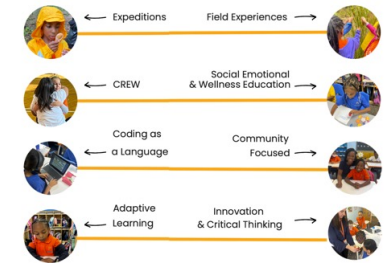 Expeditions
Field Experiences
CREW
Social Emotional
& Wellness Education
Coding as
a Language
Community
Focused
Adaptive
Learning
Innovation
& Critical Thinking